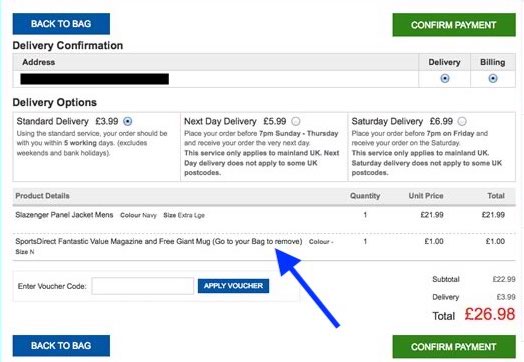 BACK TO BAG
CONFIRM PAYMENT
Delivery Confirmation
Address Delivery Billing
Delivery Options
Standard Delivery £3.99
Using the standard service, your order should
be with you within 5 working days. (excludes
weekends and bank holidays).
Next Day Delivery £5.99
Place your order before 7pm Sunday - Thursday
and receive your order the very next day.
This service only applies to mainland UK. Next
Day delivery does not apply to some UK
postcodes.
Saturday Delivery £6.99
Place your order before 7pm on Friday and
receive your order on the Saturday.
This service only applies to mainland UK.
Saturday delivery does not apply to some UK
postcodes.
Product Details Quantity Unit Price Total
Slazenger Panel Jacket Mens Colour Navy Size Extra Lge 1 £21.99 £21.99
SportsDirect Fantastic Value Magazine and Free Giant Mug (Go to your Bag to remove) Colour - 1 £1.00 £1.00
Size N
Enter Voucher Code: APPLY VOUCHER
Subtotal £22.99
Delivery £3.99
Total £26.98
BACK TO BAG
CONFIRM PAYMENT